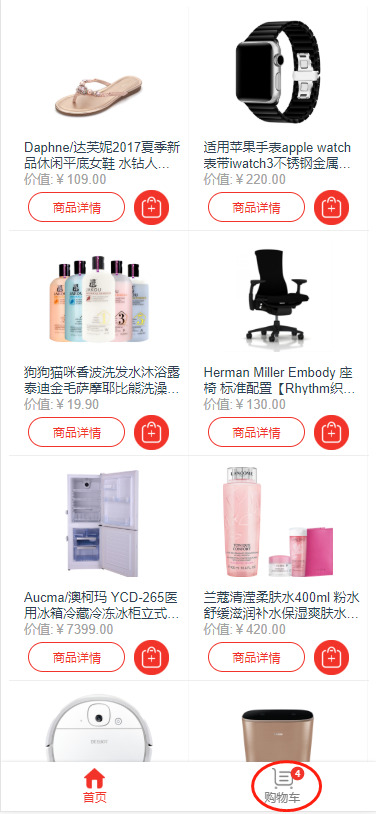 Daphne/达芙妮2017夏季新
品休闲平底女鞋 水钻人...
价值:￥109.00
商品详情
适用苹果手表apple watch
表带iwatch3不锈钢金属...
价值:￥220.00
商品详情
狗狗猫咪香波洗发水沐浴露
泰迪金毛萨摩耶比熊洗澡...
价值:￥19.90
商品详情
Herman Miller Embody 座
椅 标准配置【Rhythm织...
价值:￥130.00
商品详情
Aucma/澳柯玛 YCD-265医
用冰箱冷藏冷冻冰柜立式...
价值:￥7399.00
商品详情
LANCOME
兰蔻清滢柔肤水400ml 粉水
舒缓滋润补水保湿爽肤水...
价值:￥420.00
商品详情
首页
4
购物车